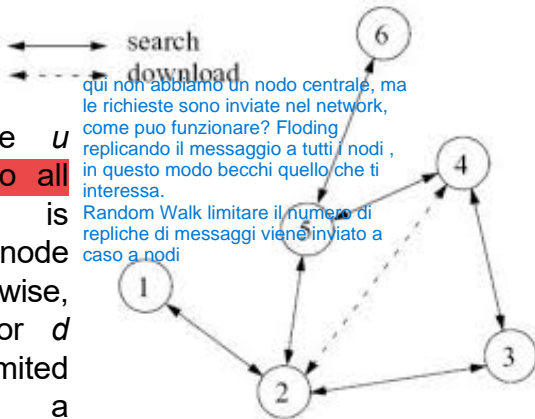 search
download
6
qui non abbiamo un nodo centrale, ma
le richieste sono inviate nel network,
come puo funzionare? Floding
replicando il messaggio a tutti i nodi ,
in questo modo becchi quello che ti
interessa.
Random Walk limitare il numero di
repliche di messaggi viene inviato a
caso a nodi
e u
o all
is
node
wise,
or d
mited
a
4
5
1
3
2